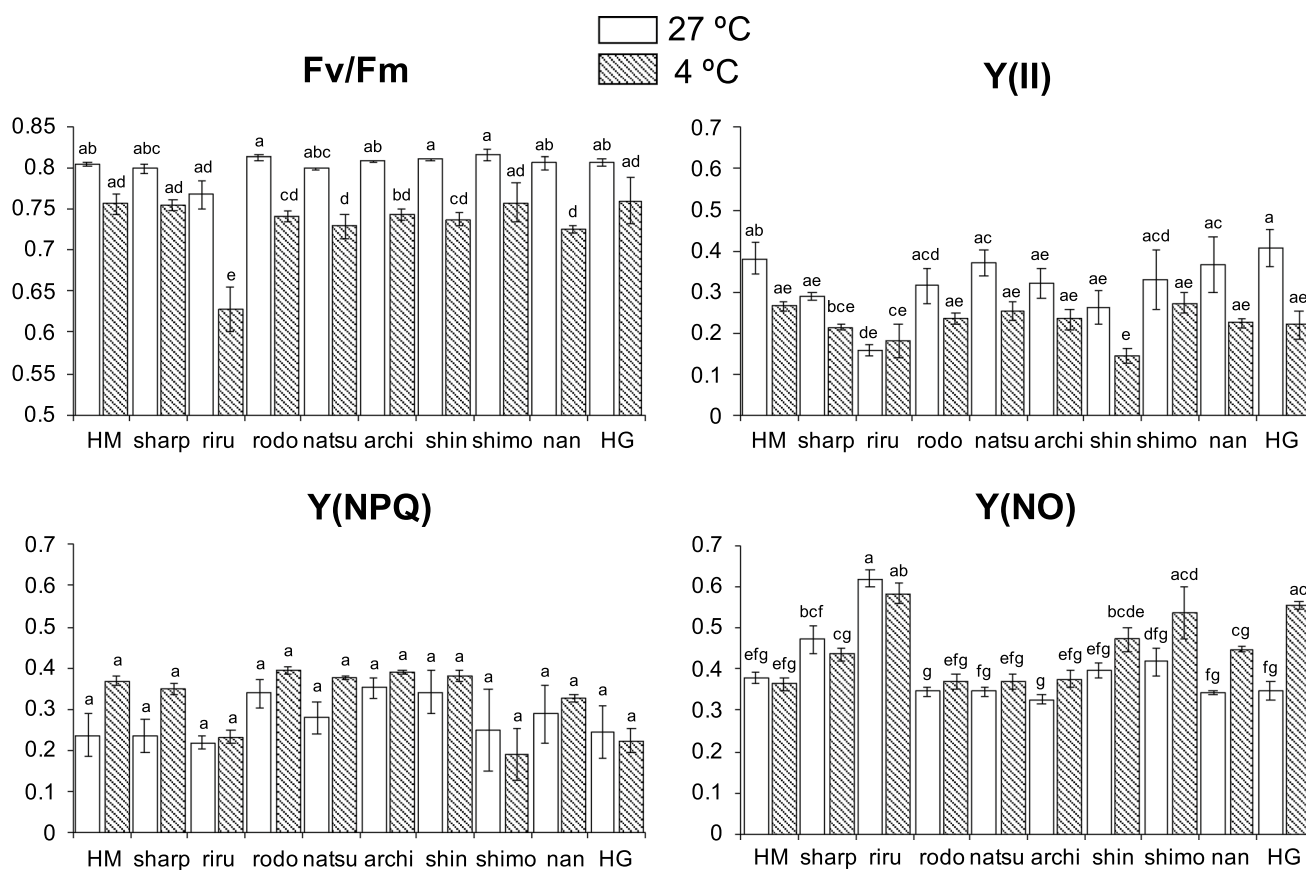 27 ºC
4 ºC
Fv/Fm
0.85
0.8
0.75
0.7
0.65
0.6
0.55
0.5
ab ad abc ad ad e a cd abc d ab bd a cd a ad ab d ab ad
HM sharp riru rodo natsu archi shin shimo nan HG
Y(II)
0.7
0.6
0.5
0.4
0.3
0.2
0.1
0
ab ae ae bce de ce acd ae ac ae ae ae ae e acd ae ac ae a ae
HM sharp riru rodo natsu archi shin shimo nan HG
Y(NPQ)
0.7
0.6
0.5
0.4
0.3
0.2
0.1
0
a a a a a a a a a a a a a a a a a a a a
HM sharp riru rodo natsu archi shin shimo nan HG
Y(NO)
0.7
0.6
0.5
0.4
0.3
0.2
0.1
0
efg efg bcf cg a ab g efg fg efg g efg efg bcde dfg acd fg cg fg ac
HM sharp riru rodo natsu archi shin shimo nan HG